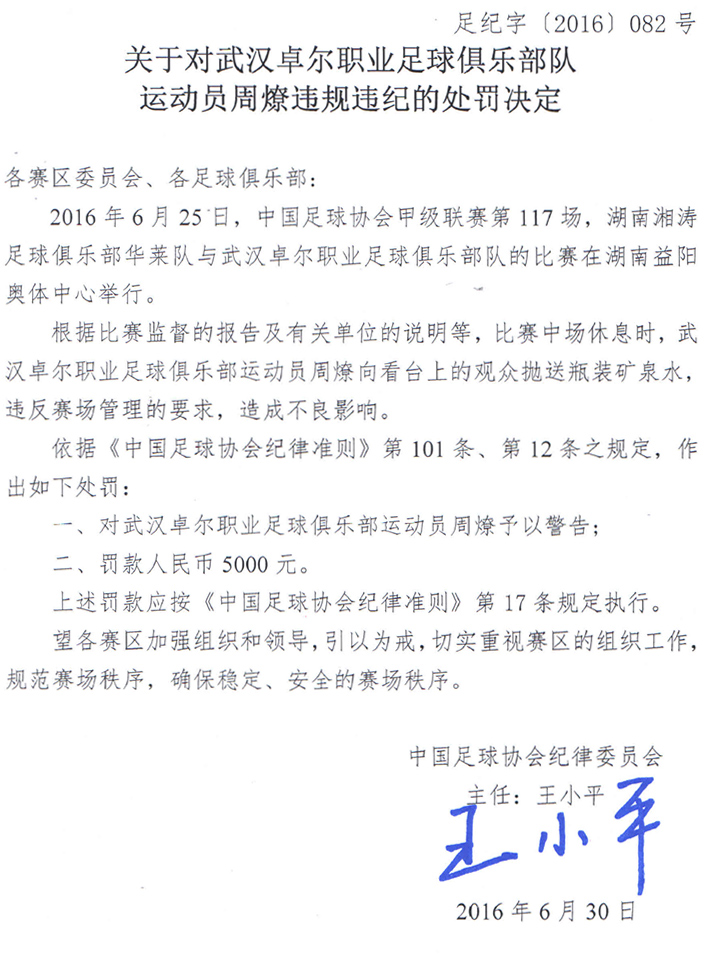 足纪字〔2016〕082 号
关于对武汉卓尔职业足球俱乐部队
运动员周燎违规违纪的处罚决定
各赛区委员会、各足球俱乐部：
2016 年 6 月 25 日，中国足球协会甲级联赛第 117 场，湖南湘涛
足球俱乐部华莱队与武汉卓尔职业足球俱乐部队的比赛在湖南益阳
奥体中心举行。
根据比赛监督的报告及有关单位的说明等，比赛中场休息时，武
汉卓尔职业足球俱乐部运动员周燎向看台上的观众抛送瓶装矿泉水，
违反赛场管理的要求，造成不良影响。
依据《中国足球协会纪律准则》第 101 条、第 12 条之规定，作
出如下处罚：
一、对武汉卓尔职业足球俱乐部运动员周燎予以警告；
二、罚款人民币 5000 元。
上述罚款应按《中国足球协会纪律准则》第 17 条规定执行。
望各赛区加强组织和领导，引以为戒，切实重视赛区的组织工作，
规范赛场秩序，确保稳定、安全的赛场秩序。
中国足球协会纪律委员会
主任：王小平
王小平
2016 年 6 月 30 日